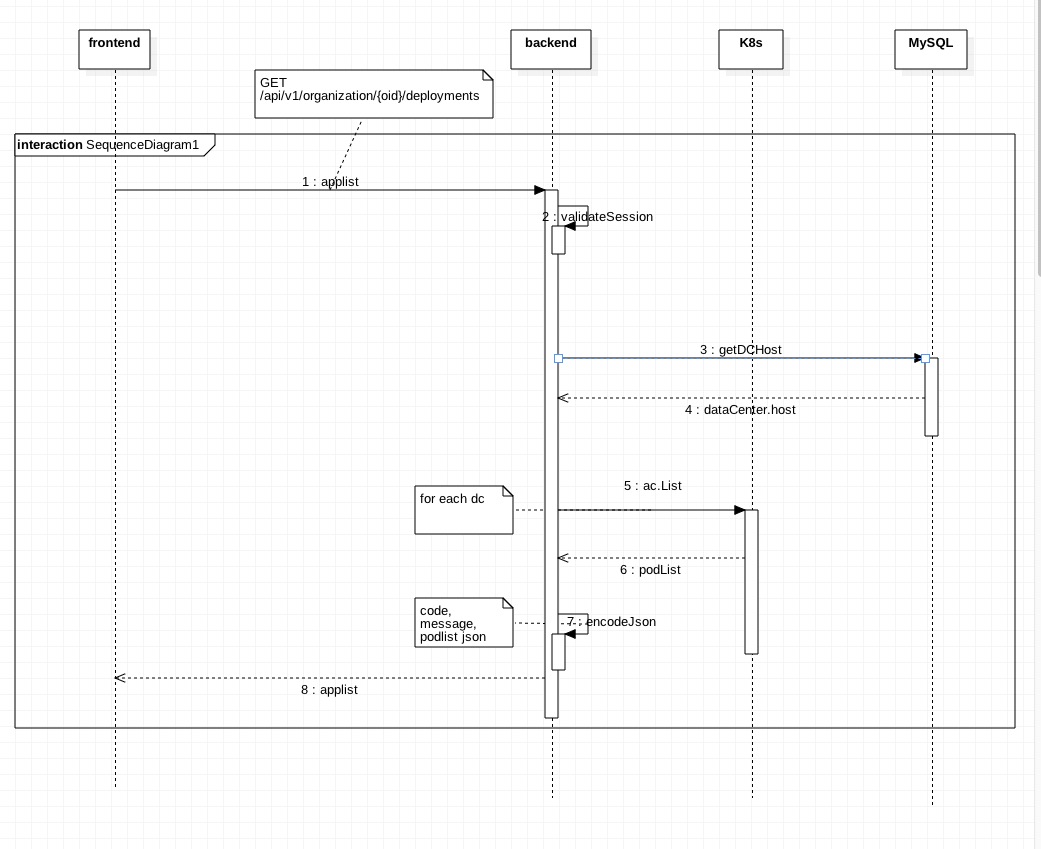 frontend
backend
K8s
MySQL
GET
/api/v1/organization/{oid}/deployments
interaction SequenceDiagram1
1 : applist
2 : validateSession
3 : getDCHost
4 : dataCenter.host
5 : ac.List
for each dc
6 : podList
code,
message,
podlist json
7 : encodeJson
8 : applist